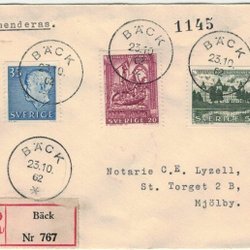 menderas.
1145
BÄCK
23.10
62
BÄCK
23.10
62
BÄCK
23.10
62
35
SVERIGE
SVERIGE 20
SVERIGE
BÄCK
23.10.
62
Notarie C.E. Lyzell,
St. Torget 2 B,
Mjölby.
Bäck
Nr 767